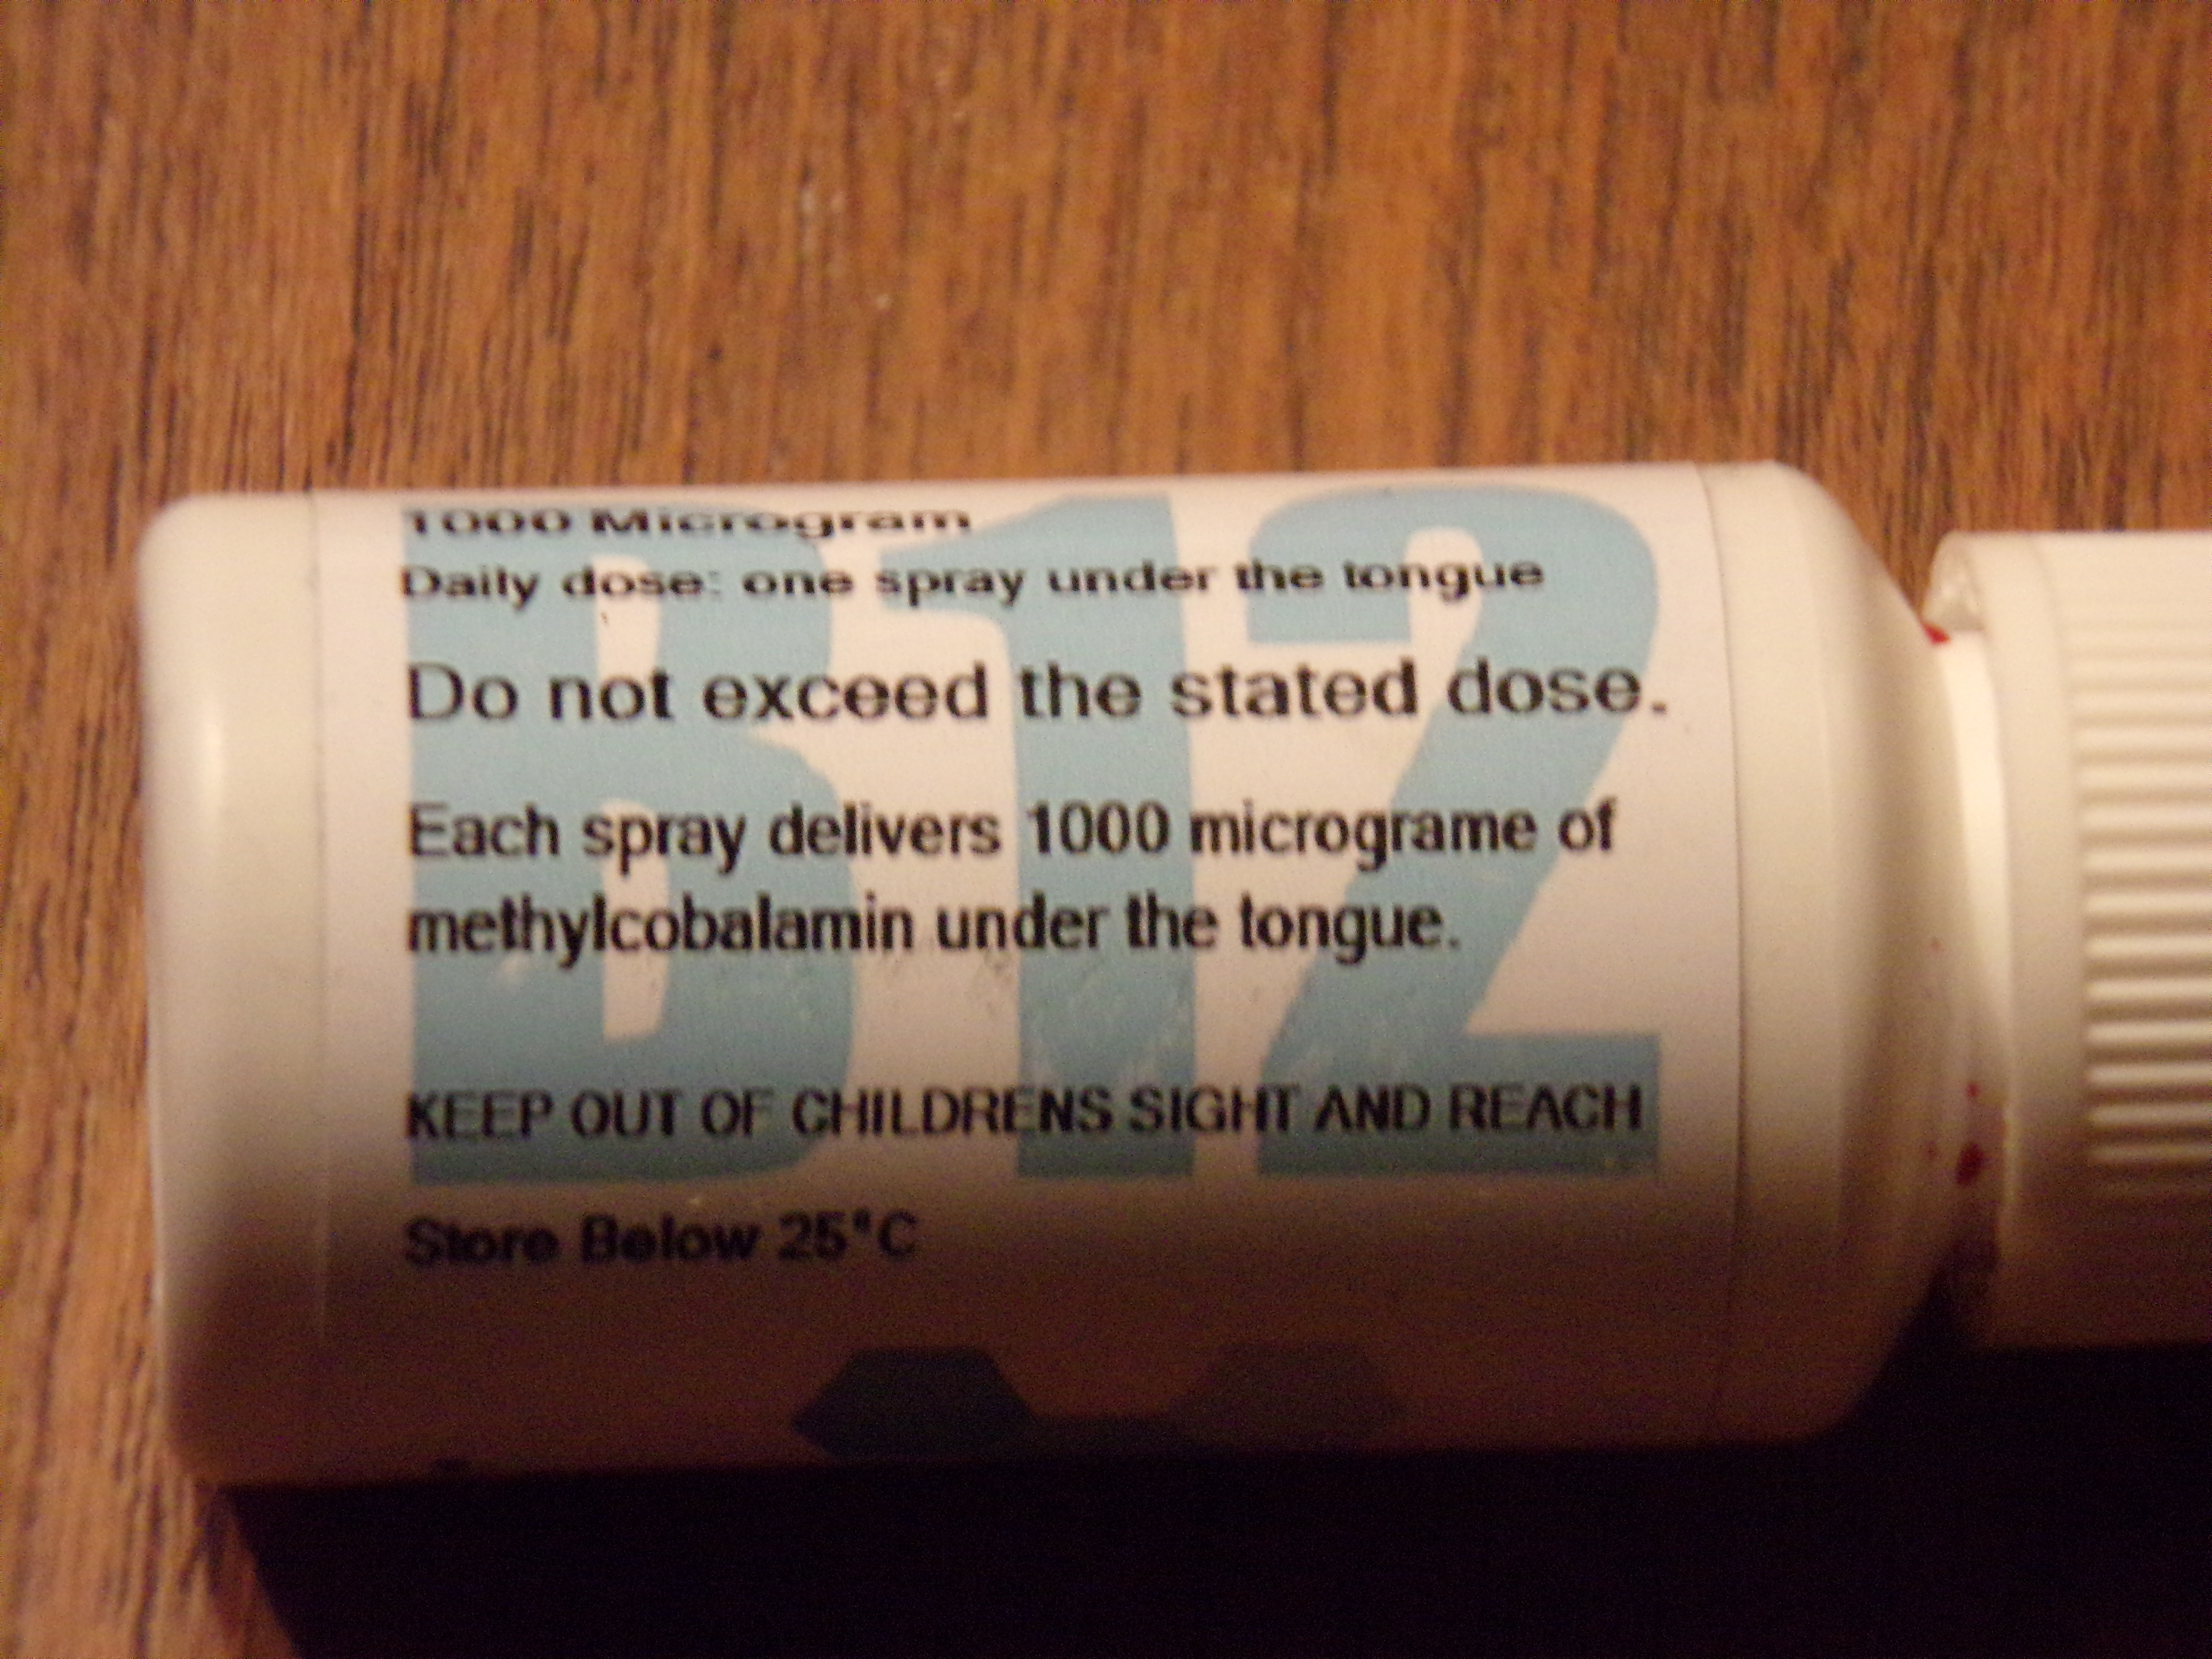 B12
1000 Microgram
Daily dose: one spray under the tongue
Do not exceed the stated dose.
Each spray delivers 1000 micrograme of
methylcobalamin under the tongue.
KEEP OUT OF CHILDRENS SIGHT AND REACH
Store Below 25°C